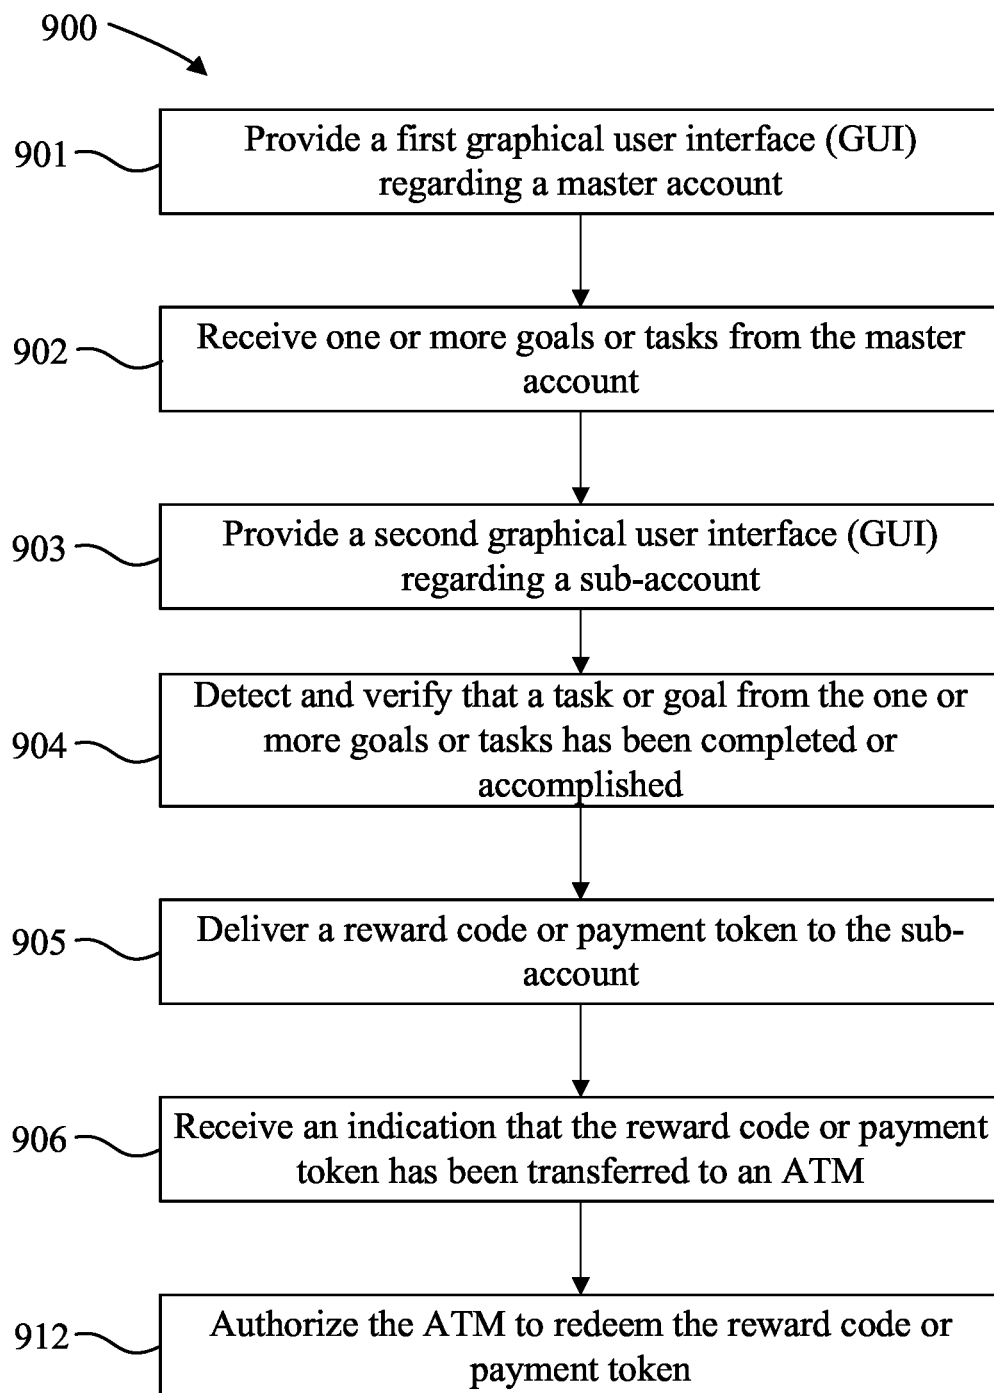 900
901
Provide a first graphical user interface (GUI)
regarding a master account
902
Receive one or more goals or tasks from the master
account
903
Provide a second graphical user interface (GUI)
regarding a sub-account
904
Detect and verify that a task or goal from the one or
more goals or tasks has been completed or
accomplished
905
Deliver a reward code or payment token to the sub-
account
906
Receive an indication that the reward code or payment
token has been transferred to an ATM
912
Authorize the ATM to redeem the reward code or
payment token